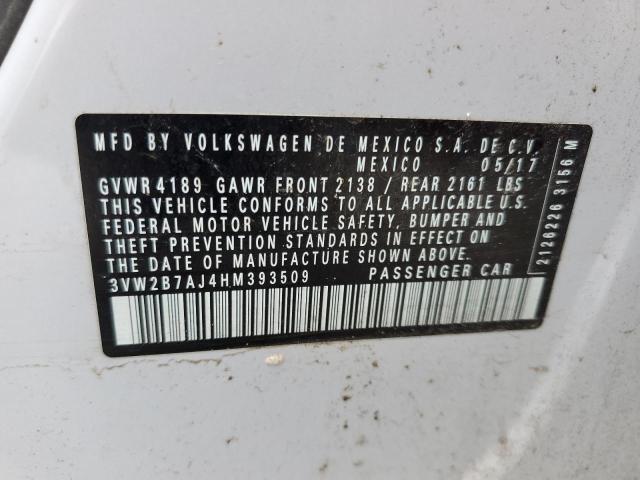 MFD BY VOLKSWAGEN DE MEXICO S.A. DE C.V.
MEXICO 05/17
GVWR 4189 GAWR FRONT 2138 / REAR 2161 LBS
THIS VEHICLE CONFORMS TO ALL APPLICABLE U.S.
FEDERAL MOTOR VEHICLE SAFETY, BUMPER AND
THEFT PREVENTION STANDARDS IN EFFECT ON
THE DATE OF MANUFACTURE SHOWN ABOVE.
3VW2B7AJ4HM393509 PASSENGER CAR
2126226 3156 M